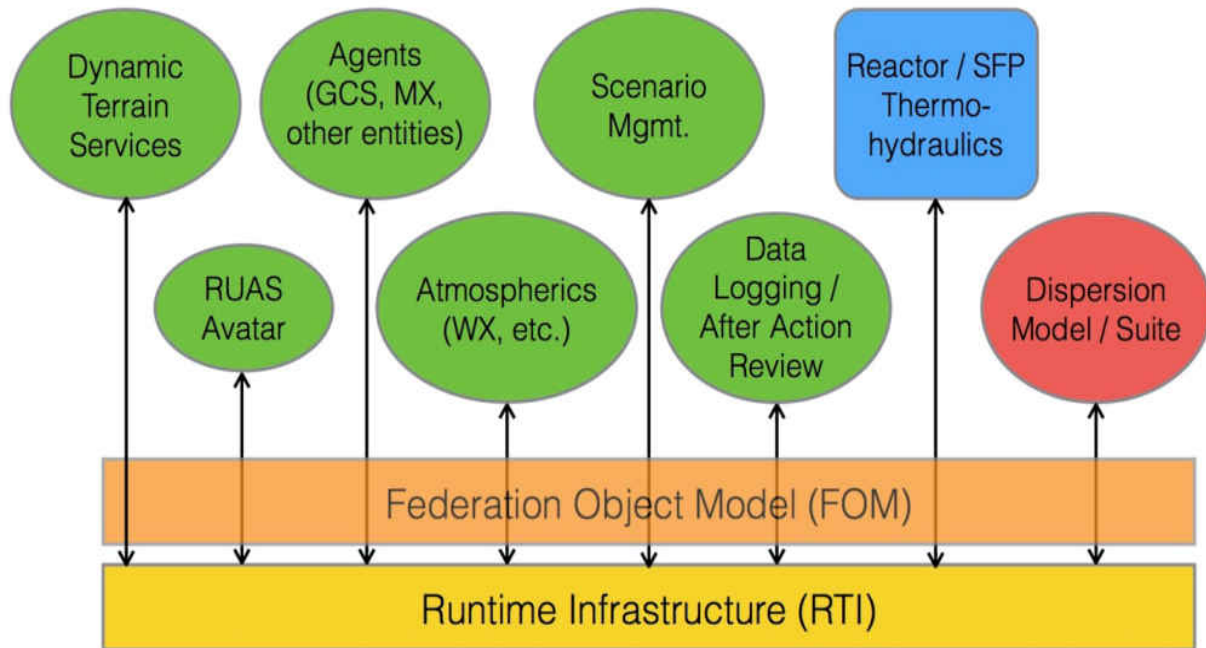 Dynamic
Terrain
Services
Agents
(GCS, MX,
other entities)
Scenario
Mgmt.
Reactor / SFP
Thermo-
hydraulics
RUAS
Avatar
Atmospherics
(WX, etc.)
Data
Logging /
After Action
Review
Dispersion
Model / Suite
Federation Object Model (FOM)
Runtime Infrastructure (RTI)